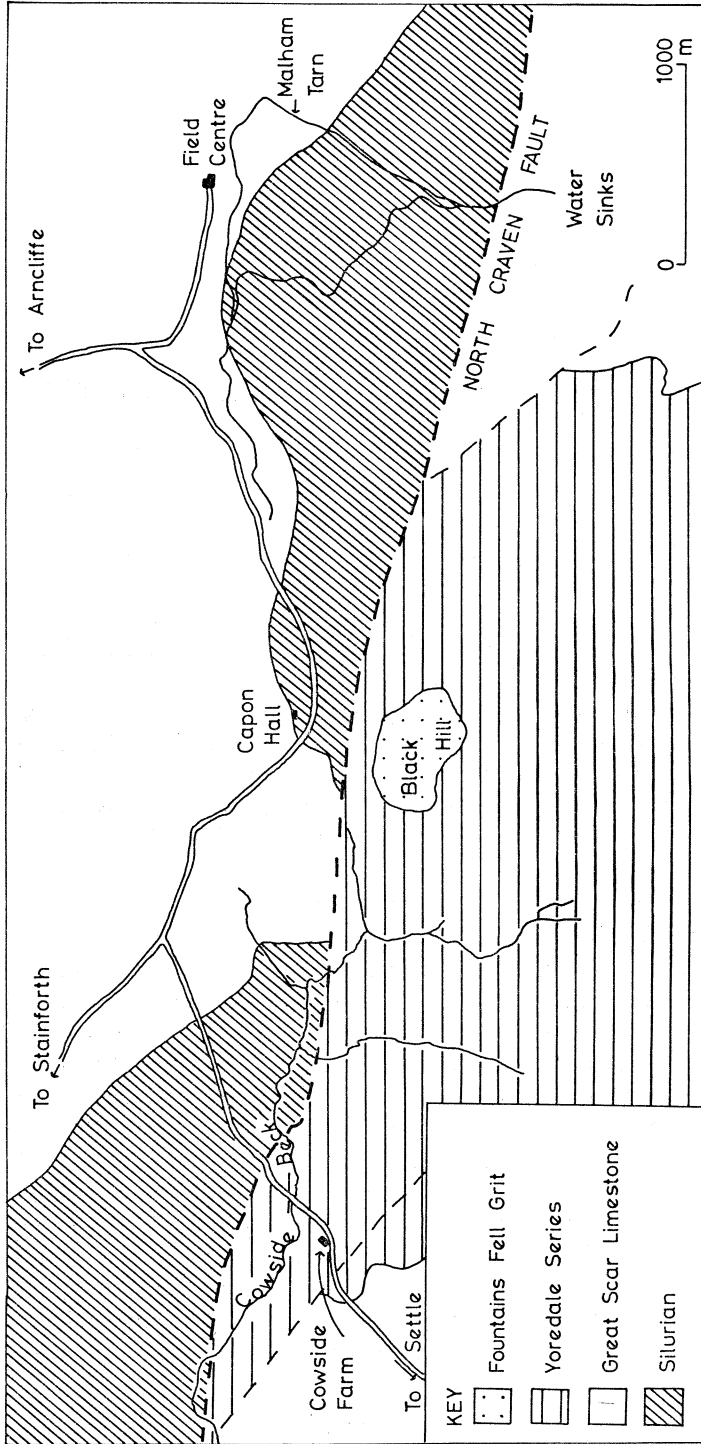 To Stainforth
To Arncliffe
Capon
Hall
Field
Centre
Malham
Tarn
Cowside Beck
Cowside
Farm
To Settle
Black
Hill
NORTH CRAVEN FAULT
Water
Sinks
0 1000
m
KEY
Fountains Fell Grit
Yoredale Series
Great Scar Limestone
Silurian